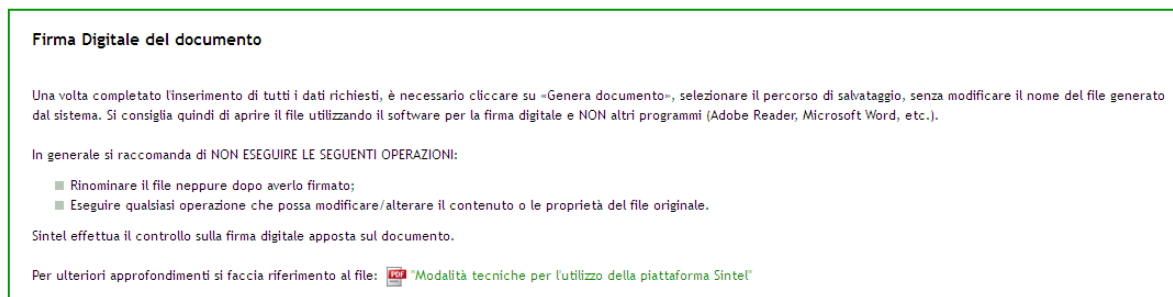 Firma Digitale del documento
Una volta completato l'inserimento di tutti i dati richiesti, è necessario cliccare su «Genera documento», selezionare il percorso di salvataggio, senza modificare il nome del file generato
dal sistema. Si consiglia quindi di aprire il file utilizzando il software per la firma digitale e NON altri programmi (Adobe Reader, Microsoft Word, etc.).
In generale si raccomanda di NON ESEGUIRE LE SEGUENTI OPERAZIONI:
Rinominare il file neppure dopo averlo firmato;
Eseguire qualsiasi operazione che possa modificare/alterare il contenuto o le proprietà del file originale.
Sintel effettua il controllo sulla firma digitale apposta sul documento.
Per ulteriori approfondimenti si faccia riferimento al file: PDF "Modalità tecniche per l'utilizzo della piattaforma Sintel"